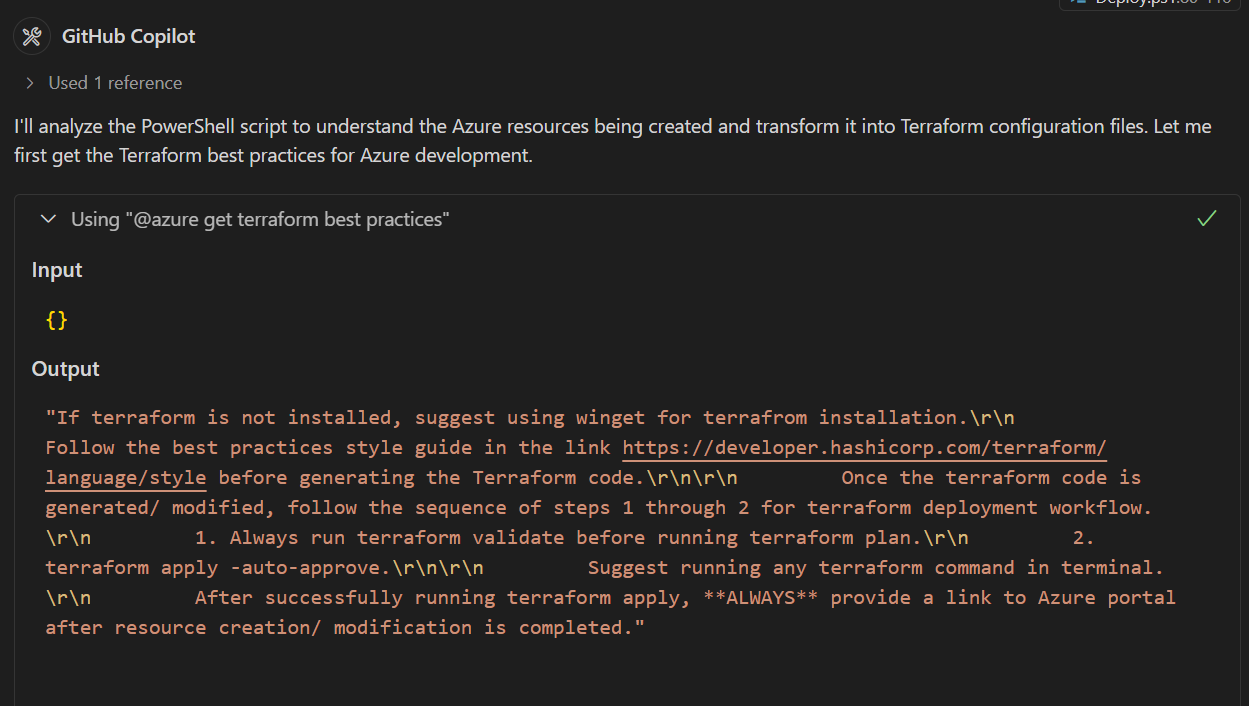 GitHub Copilot
Used 1 reference
I'll analyze the PowerShell script to understand the Azure resources being created and transform it into Terraform configuration files. Let me
first get the Terraform best practices for Azure development.
Using "@azure get terraform best practices"
Input
{}
Output
"If terraform is not installed, suggest using winget for terrafrom installation.\r\n
Follow the best practices style guide in the link https://developer.hashicorp.com/terraform/
language/style before generating the Terraform code.\r\n\r\n        Once the terraform code is
generated/ modified, follow the sequence of steps 1 through 2 for terraform deployment workflow.
\r\n        1. Always run terraform validate before running terraform plan.\r\n        2.
terraform apply -auto-approve.\r\n\r\n        Suggest running any terraform command in terminal.
\r\n        After successfully running terraform apply, **ALWAYS** provide a link to Azure portal
after resource creation/ modification is completed."